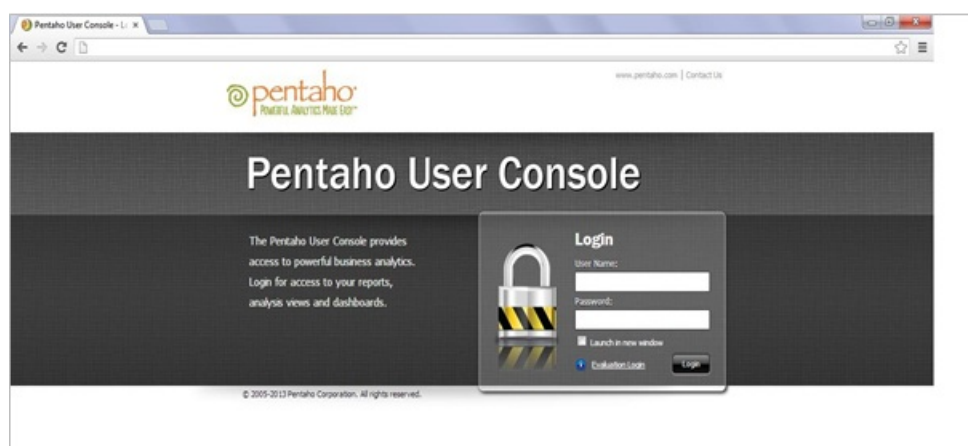 Pentaho User Console - Lo
www.pentaho.com | Contact Us
pentaho
POWERFUL ANALYTICS MADE EASY™
Pentaho User Console
The Pentaho User Console provides
access to powerful business analytics.
Login for access to your reports,
analysis views and dashboards.
Login
User Name:
Password:
Launch in new window
Evaluation Login
Login
© 2005-2013 Pentaho Corporation. All rights reserved.